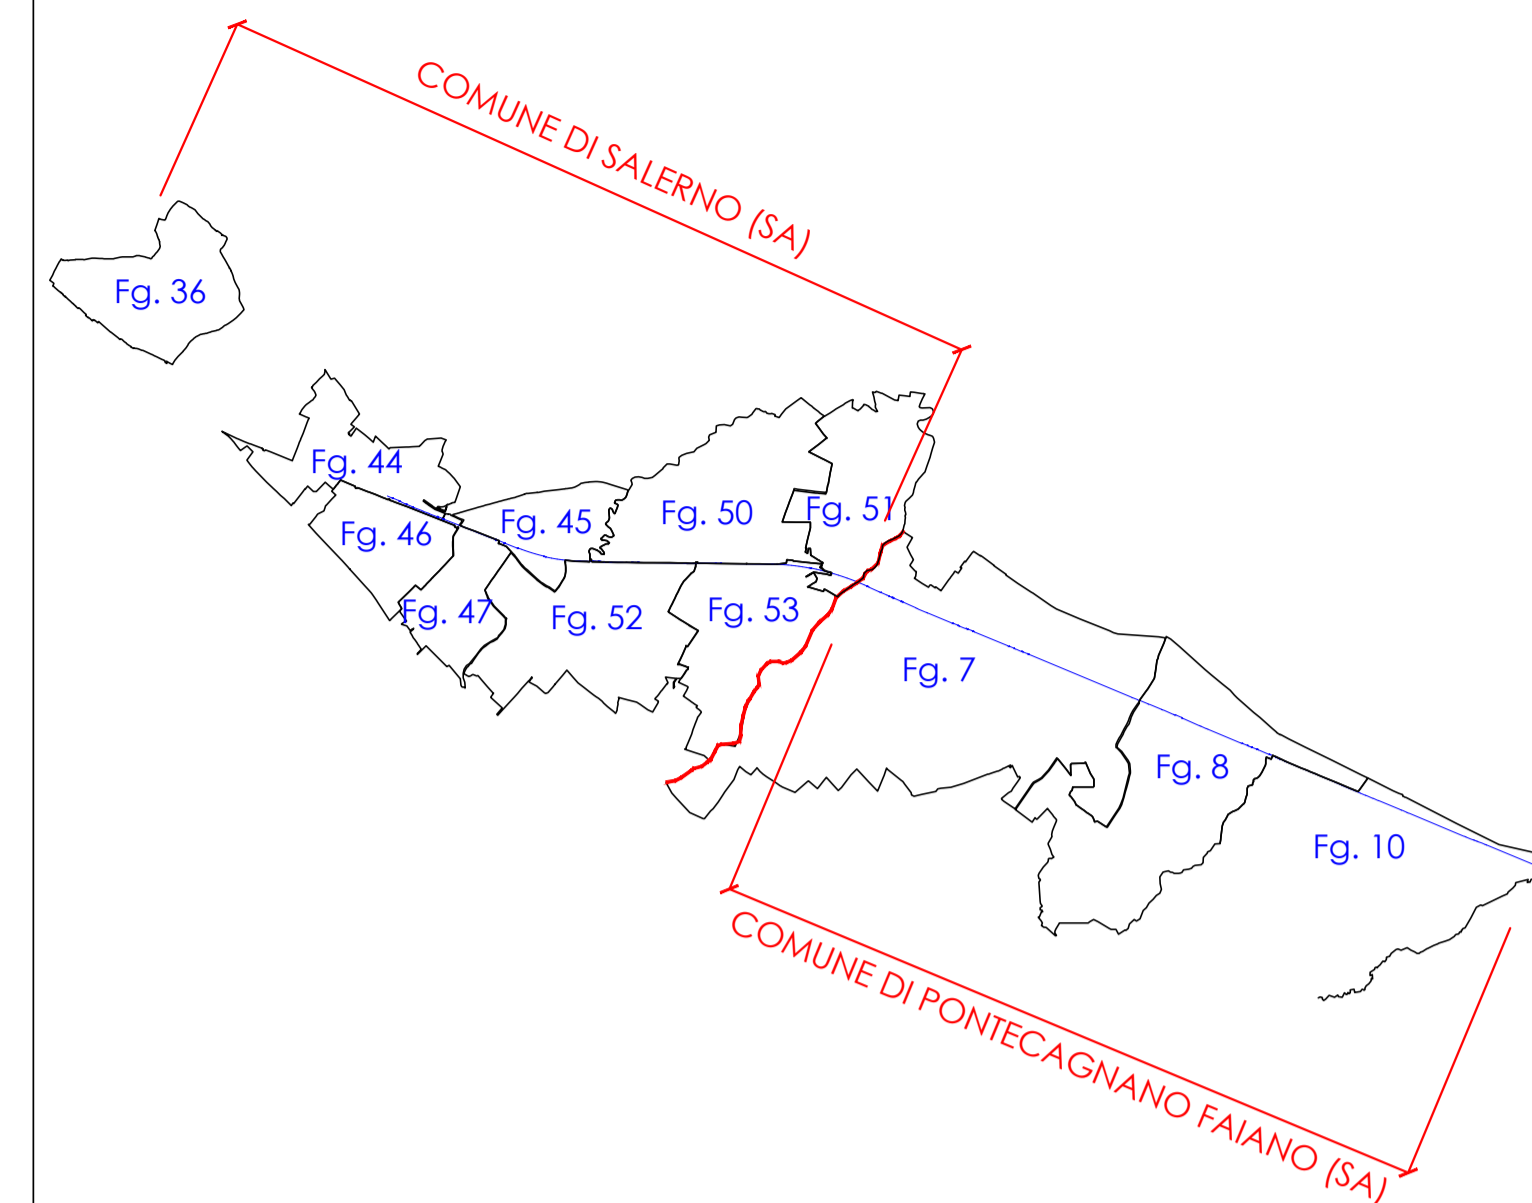 COMUNE DI SALERNO (SA)
Fg. 36
Fg. 44
Fg. 46
Fg. 45
Fg. 50
Fg. 51
Fg. 47
Fg. 52
Fg. 53
Fg. 7
Fg. 8
Fg. 10
COMUNE DI PONTECAGNANO FAIANO (SA)